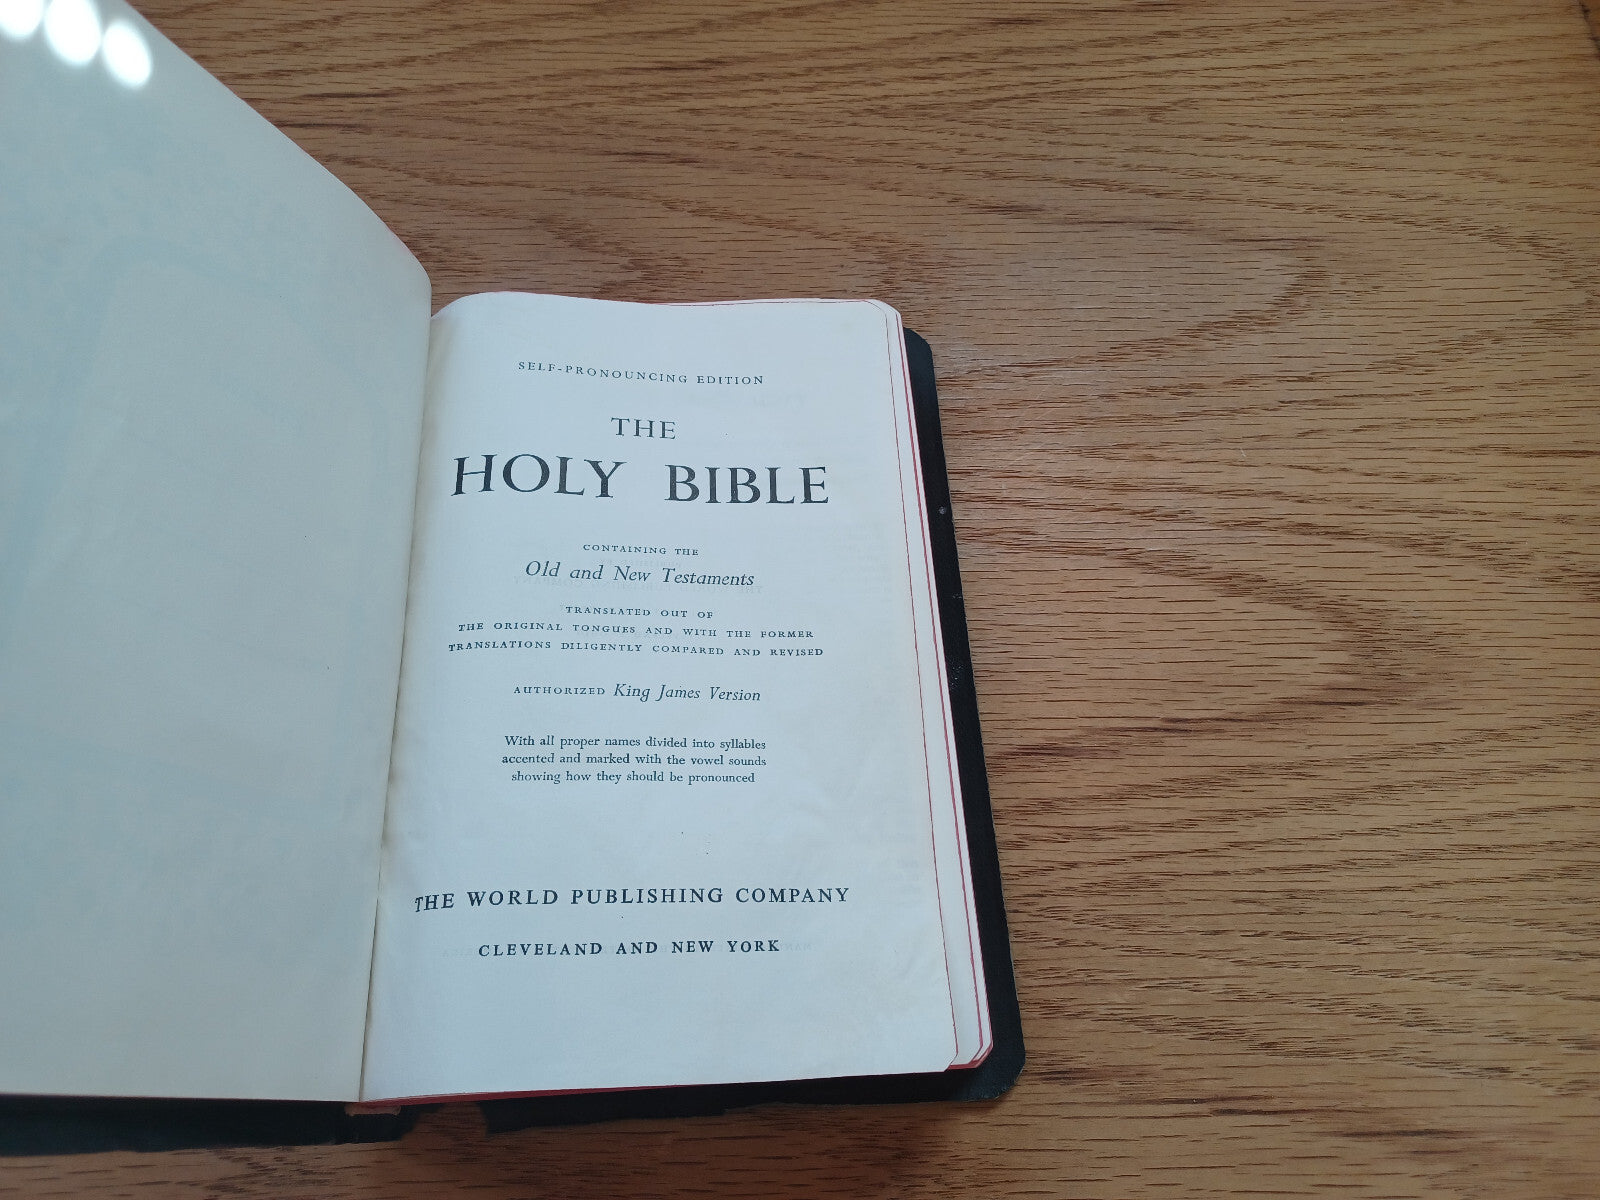 SELF-PRONOUNCING EDITION
THE
HOLY BIBLE
CONTAINING THE
Old and New Testaments
TRANSLATED OUT OF
THE ORIGINAL TONGUES AND WITH THE FORMER
TRANSLATIONS DILIGENTLY COMPARED AND REVISED
AUTHORIZED King James Version
With all proper names divided into syllables
accented and marked with the vowel sounds
showing how they should be pronounced
THE WORLD PUBLISHING COMPANY
CLEVELAND AND NEW YORK